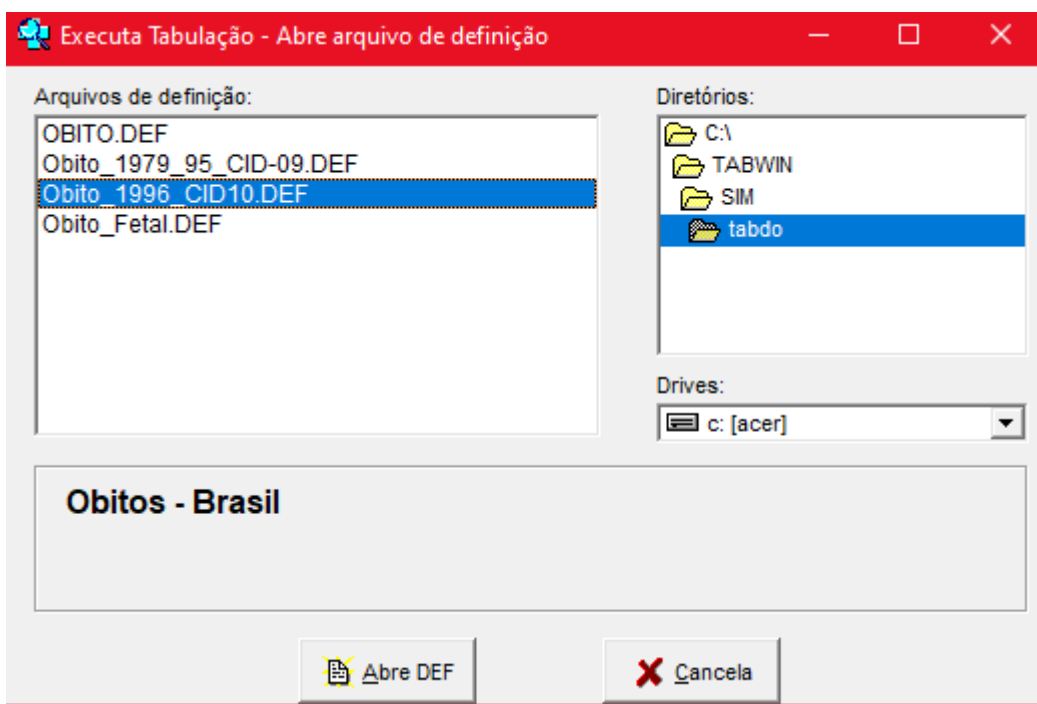 Executa Tabulação - Abre arquivo de definição
Arquivos de definição:
OBITO.DEF
Obito_1979_95_CID-09.DEF
Obito_1996_CID10.DEF
Obito_Fetal.DEF
Diretórios:
C:\
TABWIN
SIM
tabdo
Drives:
c: [acer]
Obitos - Brasil
Abre DEF
Cancela